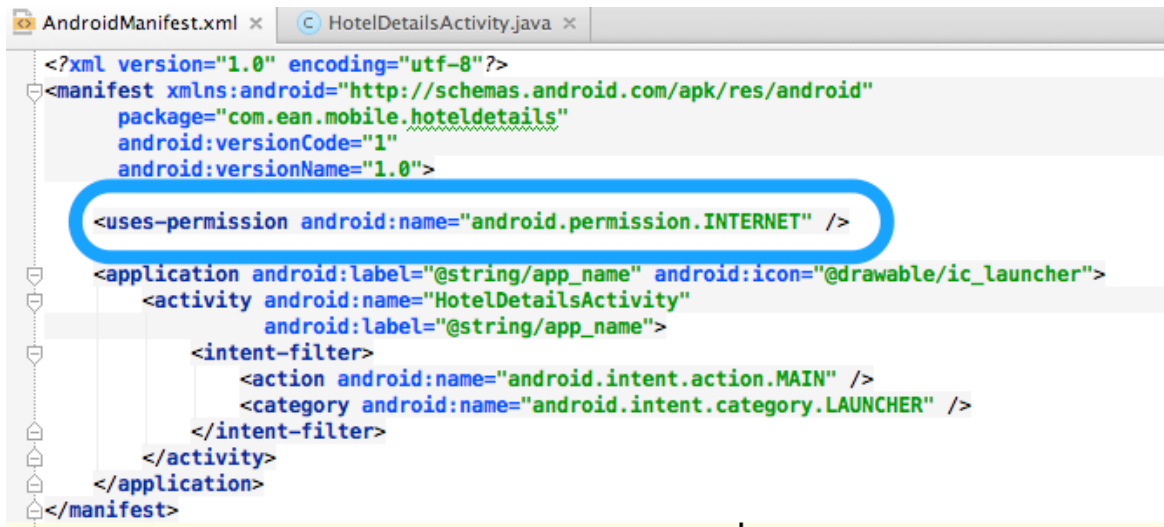 AndroidManifest.xml × C HotelDetailsActivity.java ×
<?xml version="1.0" encoding="utf-8"?>
<manifest xmlns:android="http://schemas.android.com/apk/res/android"
package="com.ean.mobile.hoteldetails"
android:versionCode="1"
android:versionName="1.0">
<uses-permission android:name="android.permission.INTERNET" />
<application android:label="@string/app_name" android:icon="@drawable/ic_launcher">
<activity android:name="HotelDetailsActivity"
android:label="@string/app_name">
<intent-filter>
<action android:name="android.intent.action.MAIN" />
<category android:name="android.intent.category.LAUNCHER" />
</intent-filter>
</activity>
</application>
</manifest>